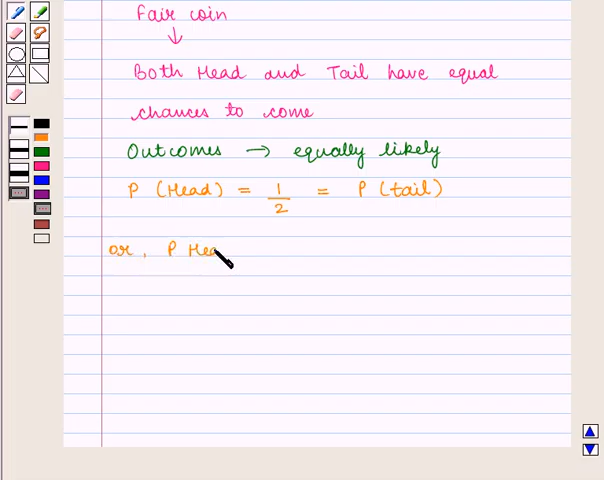 Fair coin
↓
Both Head and Tail have equal
chances to come
Outcomes → equally likely
P (Head) = 1/2 = P (tail)
or, P Hea